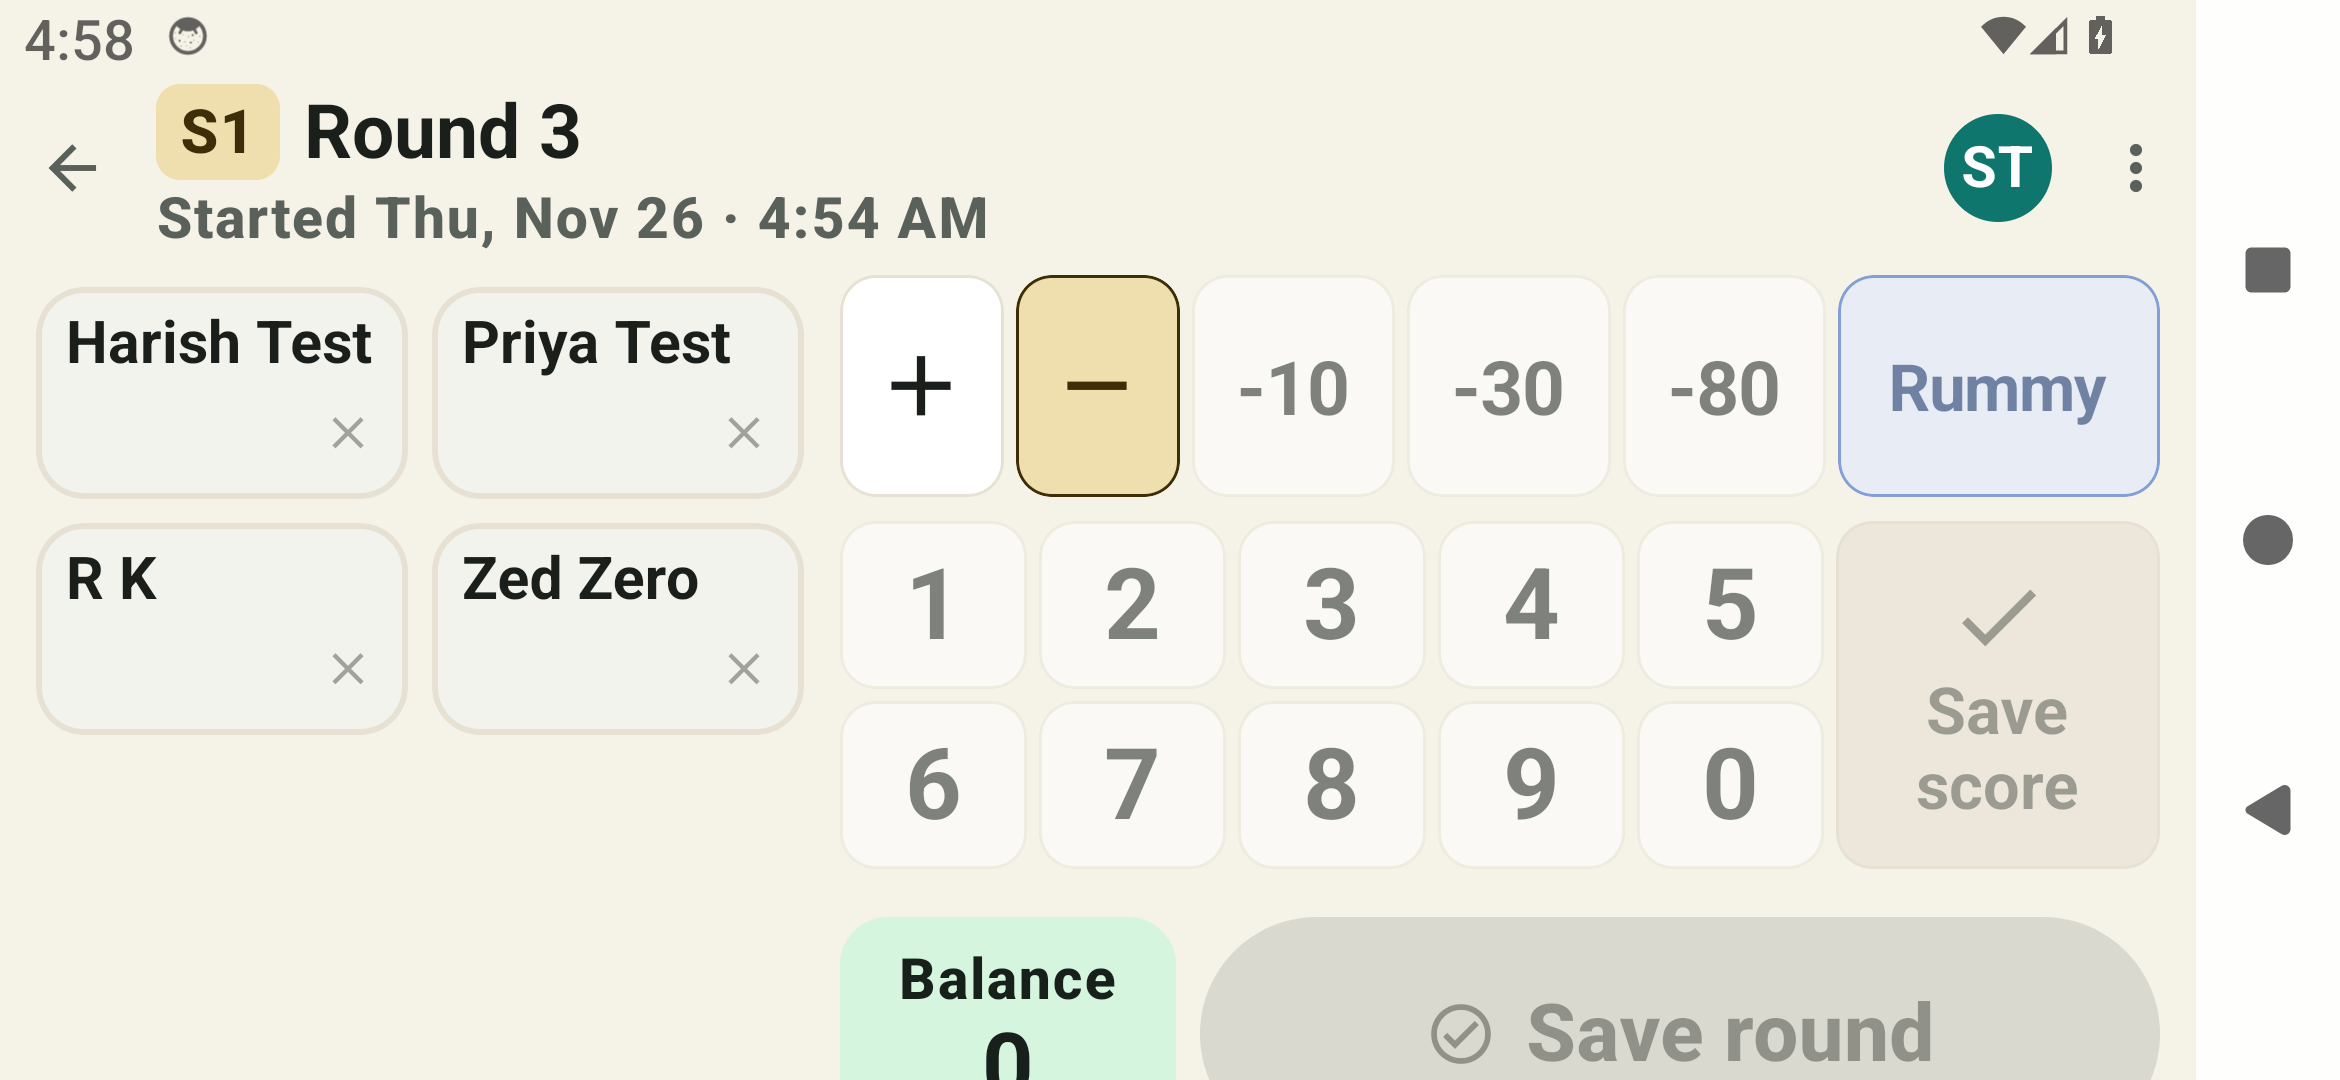 4:58
S1 Round 3
Started Thu, Nov 26 · 4:54 AM
ST
Harish Test
Priya Test
R K
Zed Zero
+ − -10 -30 -80 Rummy
1 2 3 4 5
6 7 8 9 0
Save
score
Balance
0
Save round